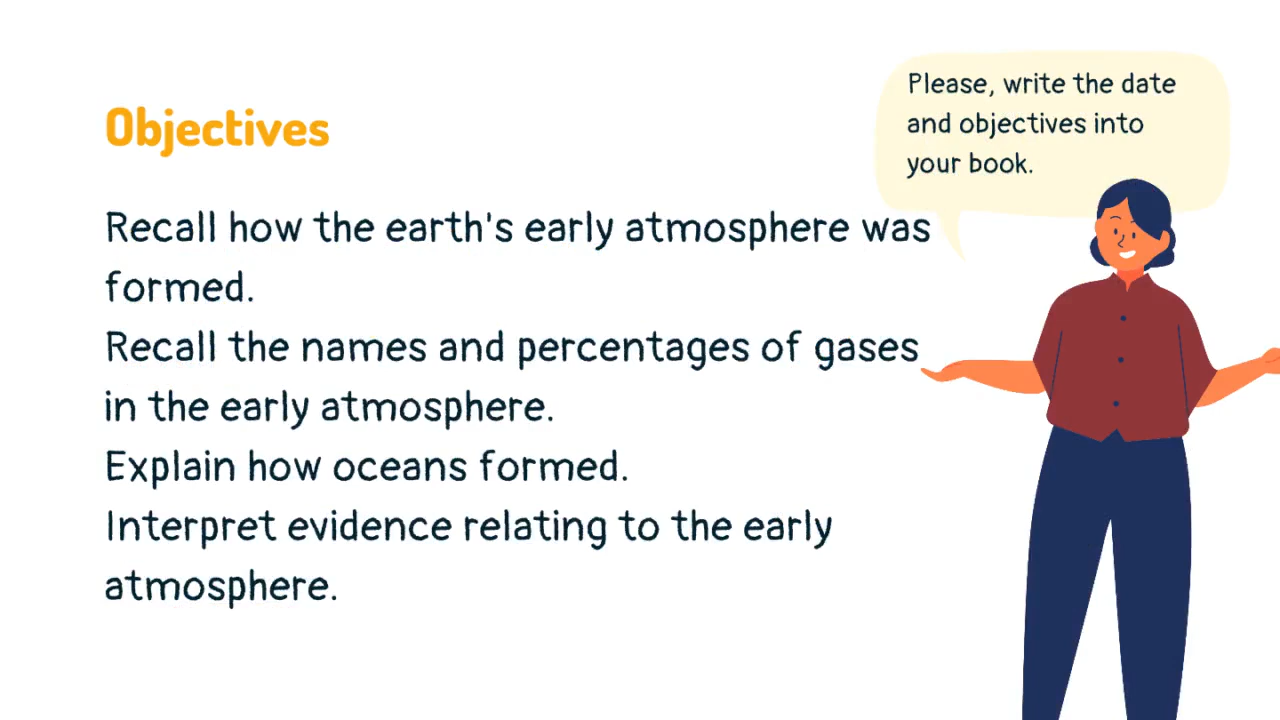 Objectives
Please, write the date
and objectives into
your book.
Recall how the earth's early atmosphere was
formed.
Recall the names and percentages of gases
in the early atmosphere.
Explain how oceans formed.
Interpret evidence relating to the early
atmosphere.